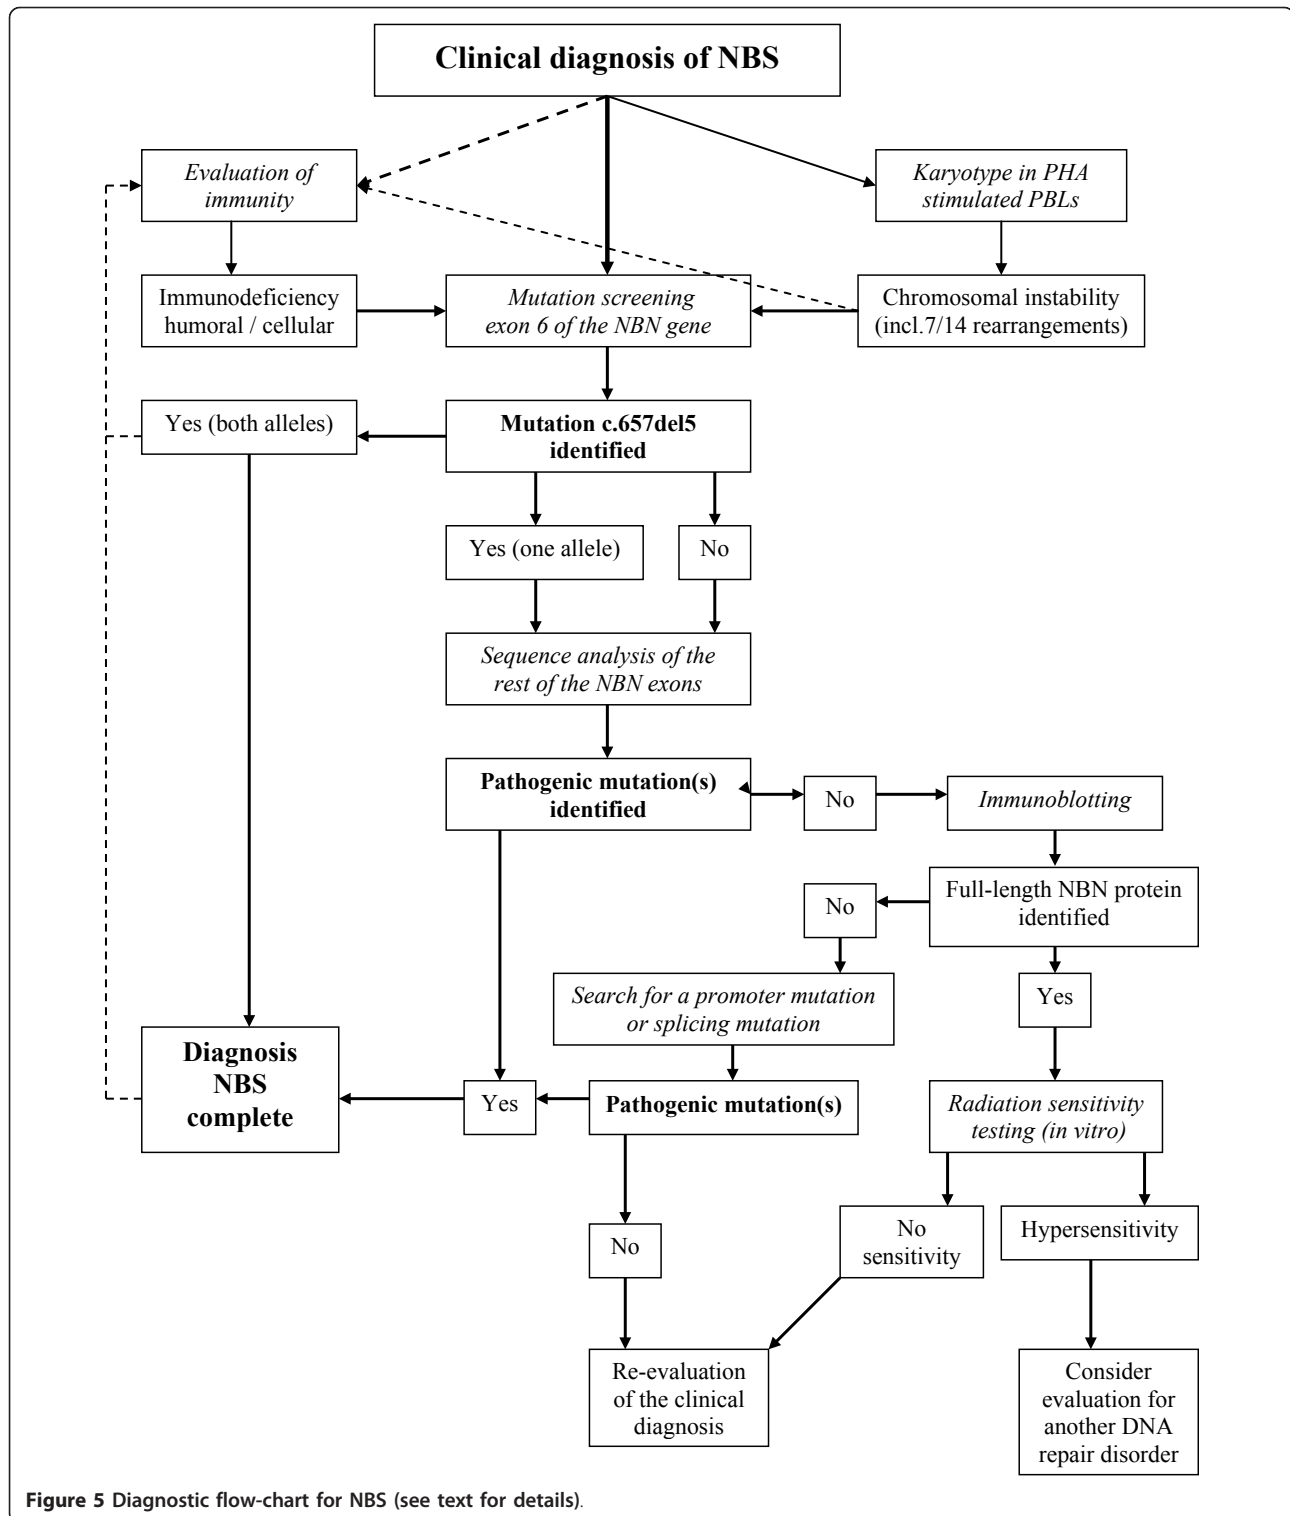 Clinical diagnosis of NBS
Evaluation of
immunity
Karyotype in PHA
stimulated PBLs
Immunodeficiency
humoral / cellular
Mutation screening
exon 6 of the NBN gene
Chromosomal instability
(incl.7/14 rearrangements)
Yes (both alleles)
Mutation c.657del5
identified
Yes (one allele)
No
Sequence analysis of the
rest of the NBN exons
Pathogenic mutation(s)
identified
No
Immunoblotting
No
Full-length NBN protein
identified
Search for a promoter mutation
or splicing mutation
Yes
Diagnosis
NBS
complete
Yes
Pathogenic mutation(s)
Radiation sensitivity
testing (in vitro)
No
No
sensitivity
Hypersensitivity
Re-evaluation
of the clinical
diagnosis
Consider
evaluation for
another DNA
repair disorder
Figure 5 Diagnostic flow-chart for NBS (see text for details).